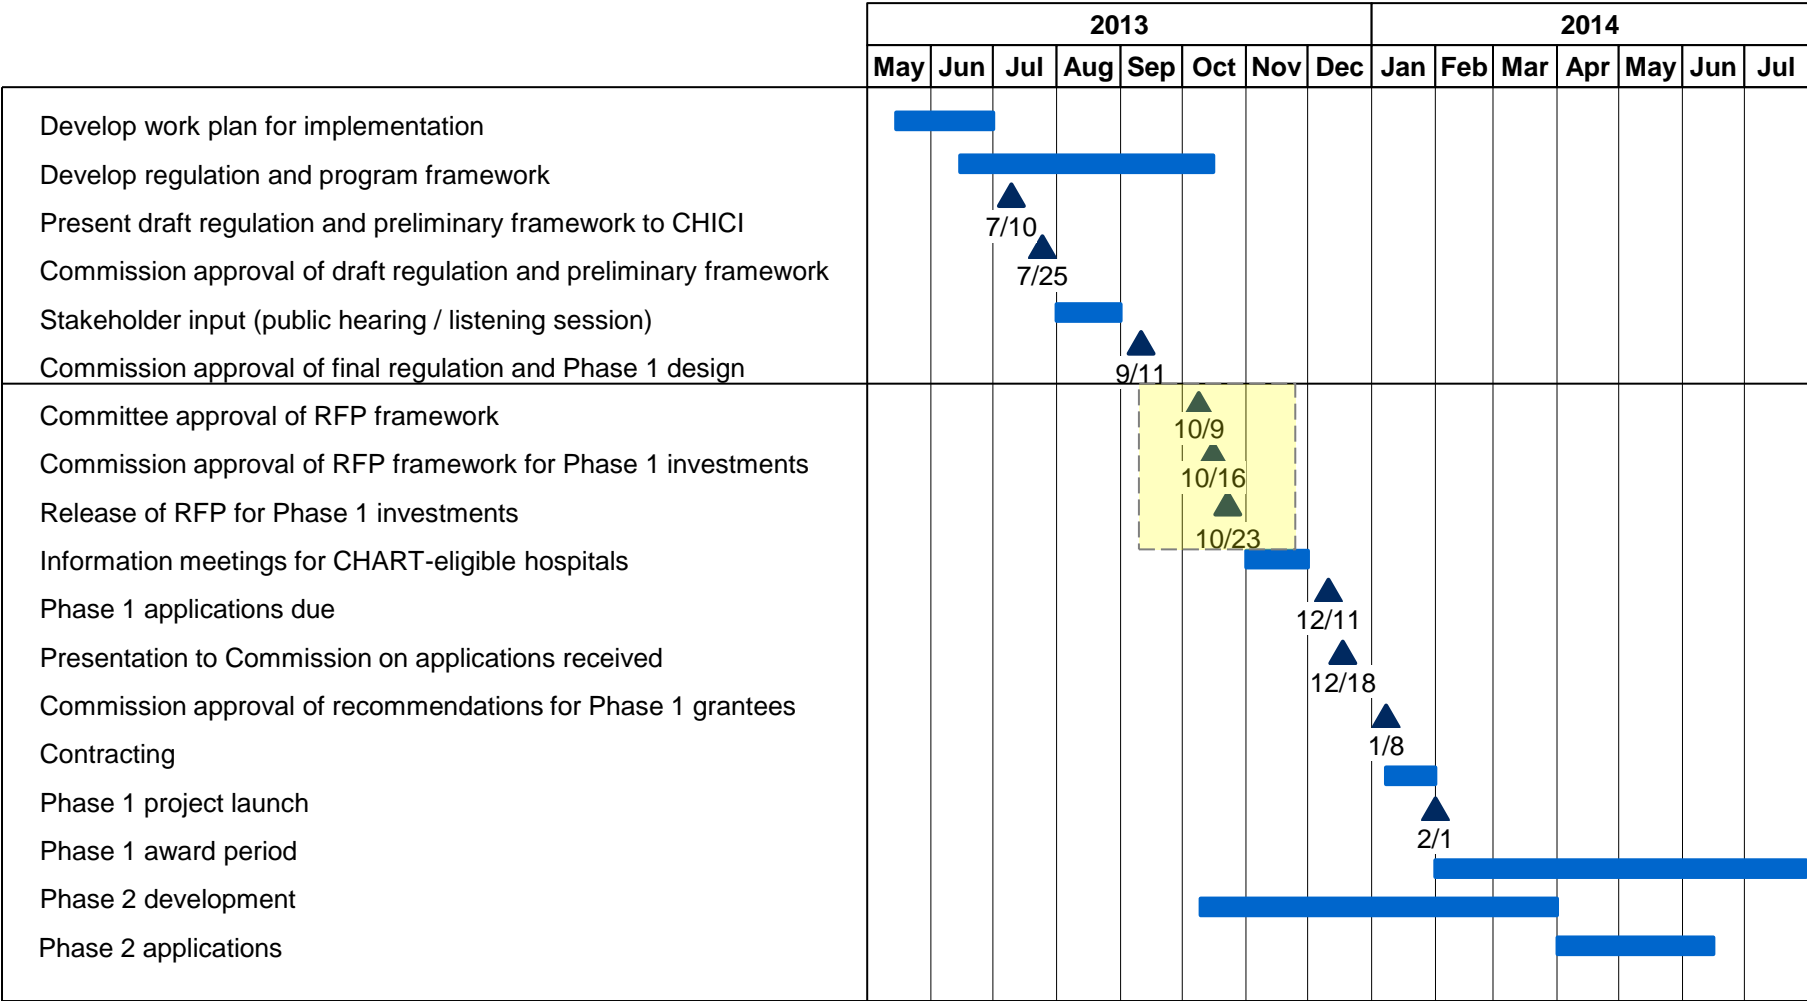 2013 2014
May Jun Jul Aug Sep Oct Nov Dec Jan Feb Mar Apr May Jun Jul
Develop work plan for implementation
Develop regulation and program framework
Present draft regulation and preliminary framework to CHICI
7/10
Commission approval of draft regulation and preliminary framework
7/25
Stakeholder input (public hearing / listening session)
Commission approval of final regulation and Phase 1 design
9/11
Committee approval of RFP framework
10/9
Commission approval of RFP framework for Phase 1 investments
10/16
Release of RFP for Phase 1 investments
10/23
Information meetings for CHART-eligible hospitals
Phase 1 applications due
12/11
Presentation to Commission on applications received
12/18
Commission approval of recommendations for Phase 1 grantees
1/8
Contracting
Phase 1 project launch
2/1
Phase 1 award period
Phase 2 development
Phase 2 applications